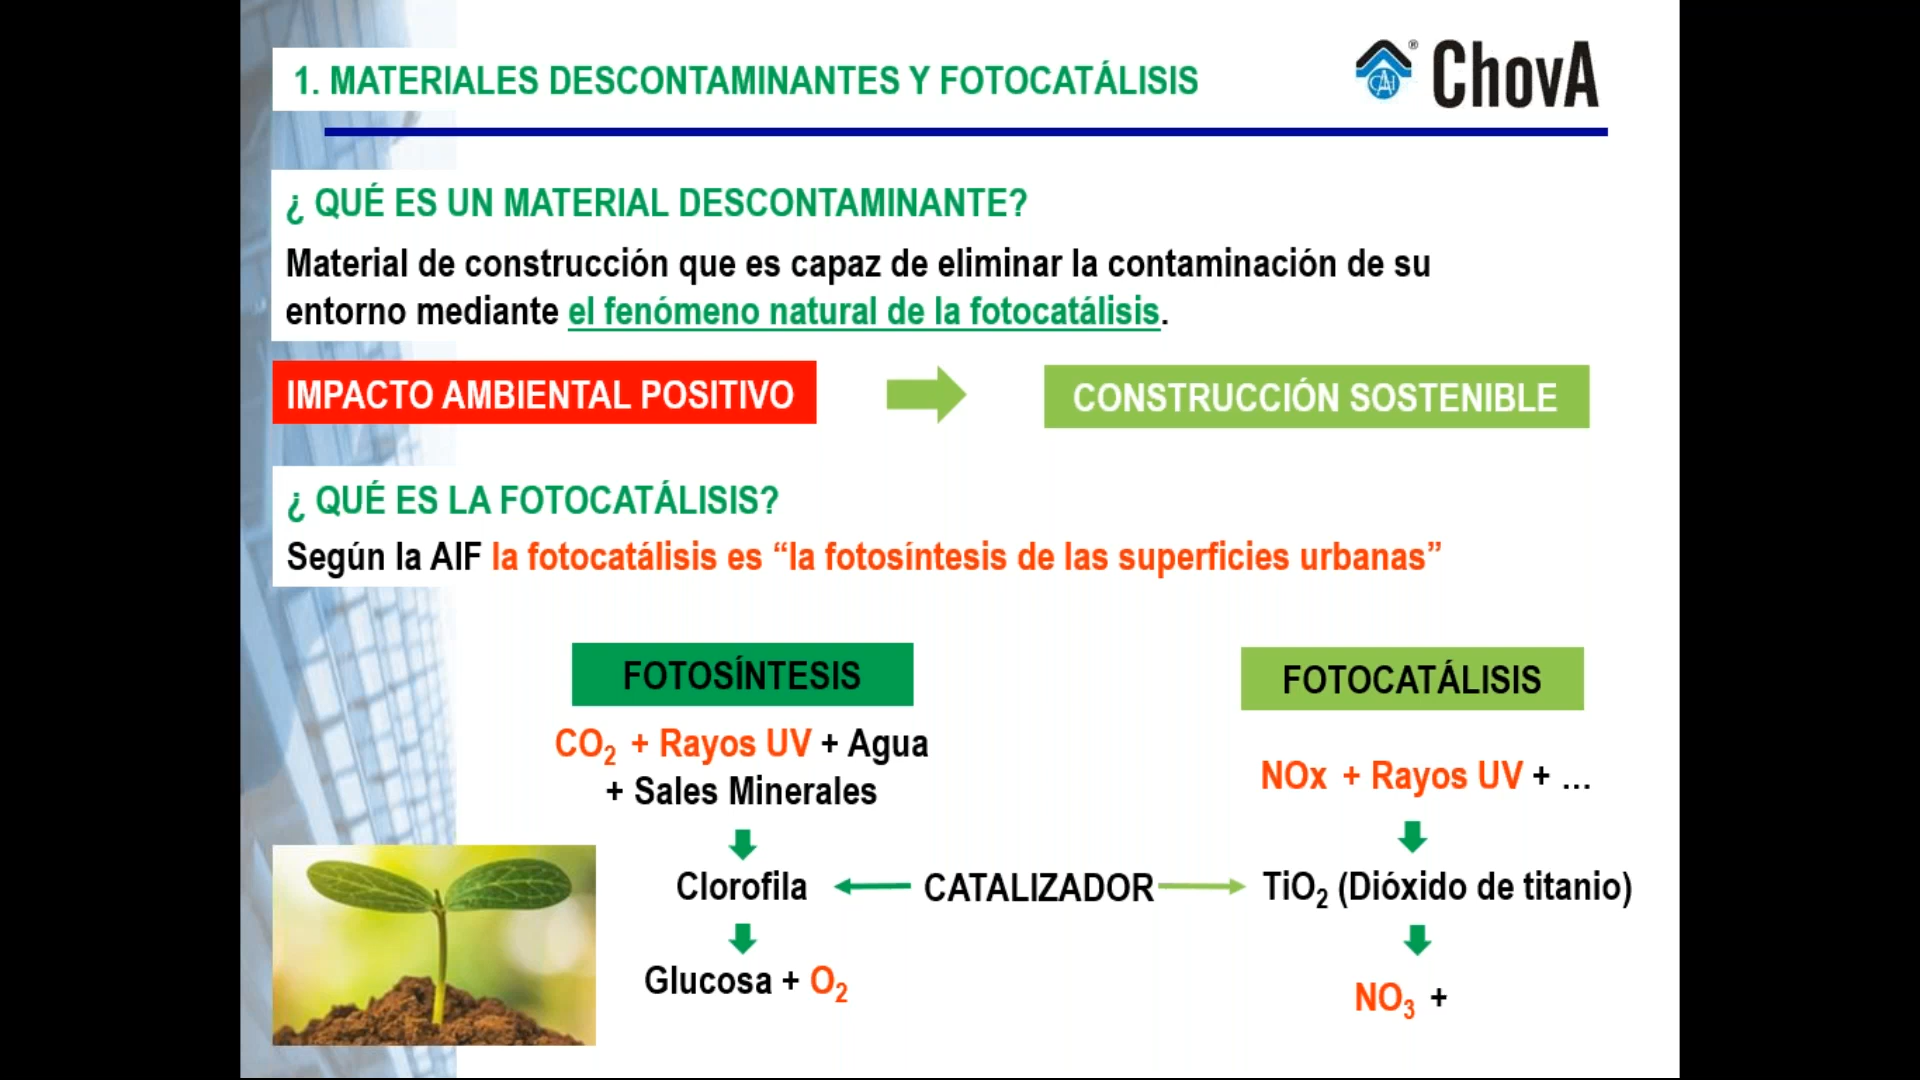 1. MATERIALES DESCONTAMINANTES Y FOTOCATÁLISIS
ChovA
¿ QUÉ ES UN MATERIAL DESCONTAMINANTE?
Material de construcción que es capaz de eliminar la contaminación de su
entorno mediante el fenómeno natural de la fotocatálisis.
IMPACTO AMBIENTAL POSITIVO
CONSTRUCCIÓN SOSTENIBLE
¿ QUÉ ES LA FOTOCATÁLISIS?
Según la AIF la fotocatálisis es “la fotosíntesis de las superficies urbanas”
FOTOSÍNTESIS
CO₂ + Rayos UV + Agua
+ Sales Minerales
Clorofila
Glucosa + O₂
CATALIZADOR
FOTOCATÁLISIS
NOx + Rayos UV + ...
TiO₂ (Dióxido de titanio)
NO₃ +